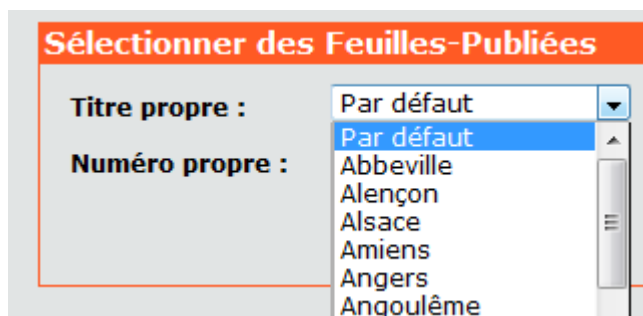 Sélectionner des Feuilles-Publiées
Titre propre : Par défaut
Par défaut
Numéro propre : Abbeville
Alençon
Alsace
Amiens
Angers
Angoulême